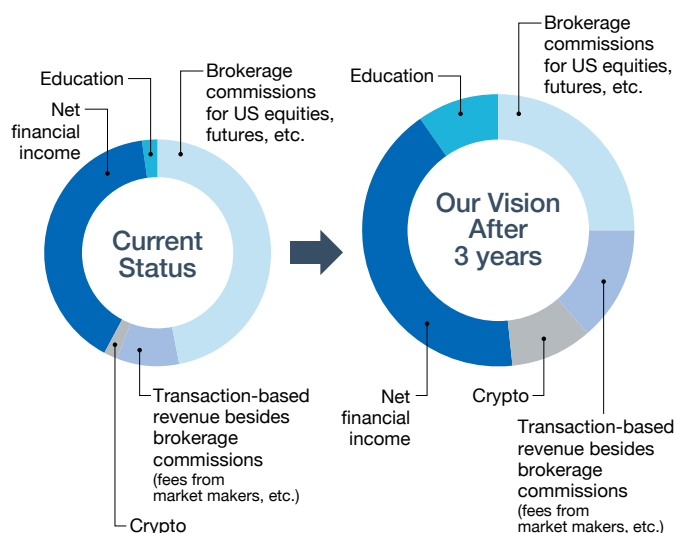 Education
Net
financial
income
Brokerage
commissions
for US equities,
futures, etc.
Current
Status
Transaction-based
revenue besides
brokerage
commissions
(fees from
market makers, etc.)
Crypto
Education
Brokerage
commissions
for US equities,
futures, etc.
Our Vision
After
3 years
Net
financial
income
Crypto
Transaction-based
revenue besides
brokerage
commissions
(fees from
market makers, etc.)